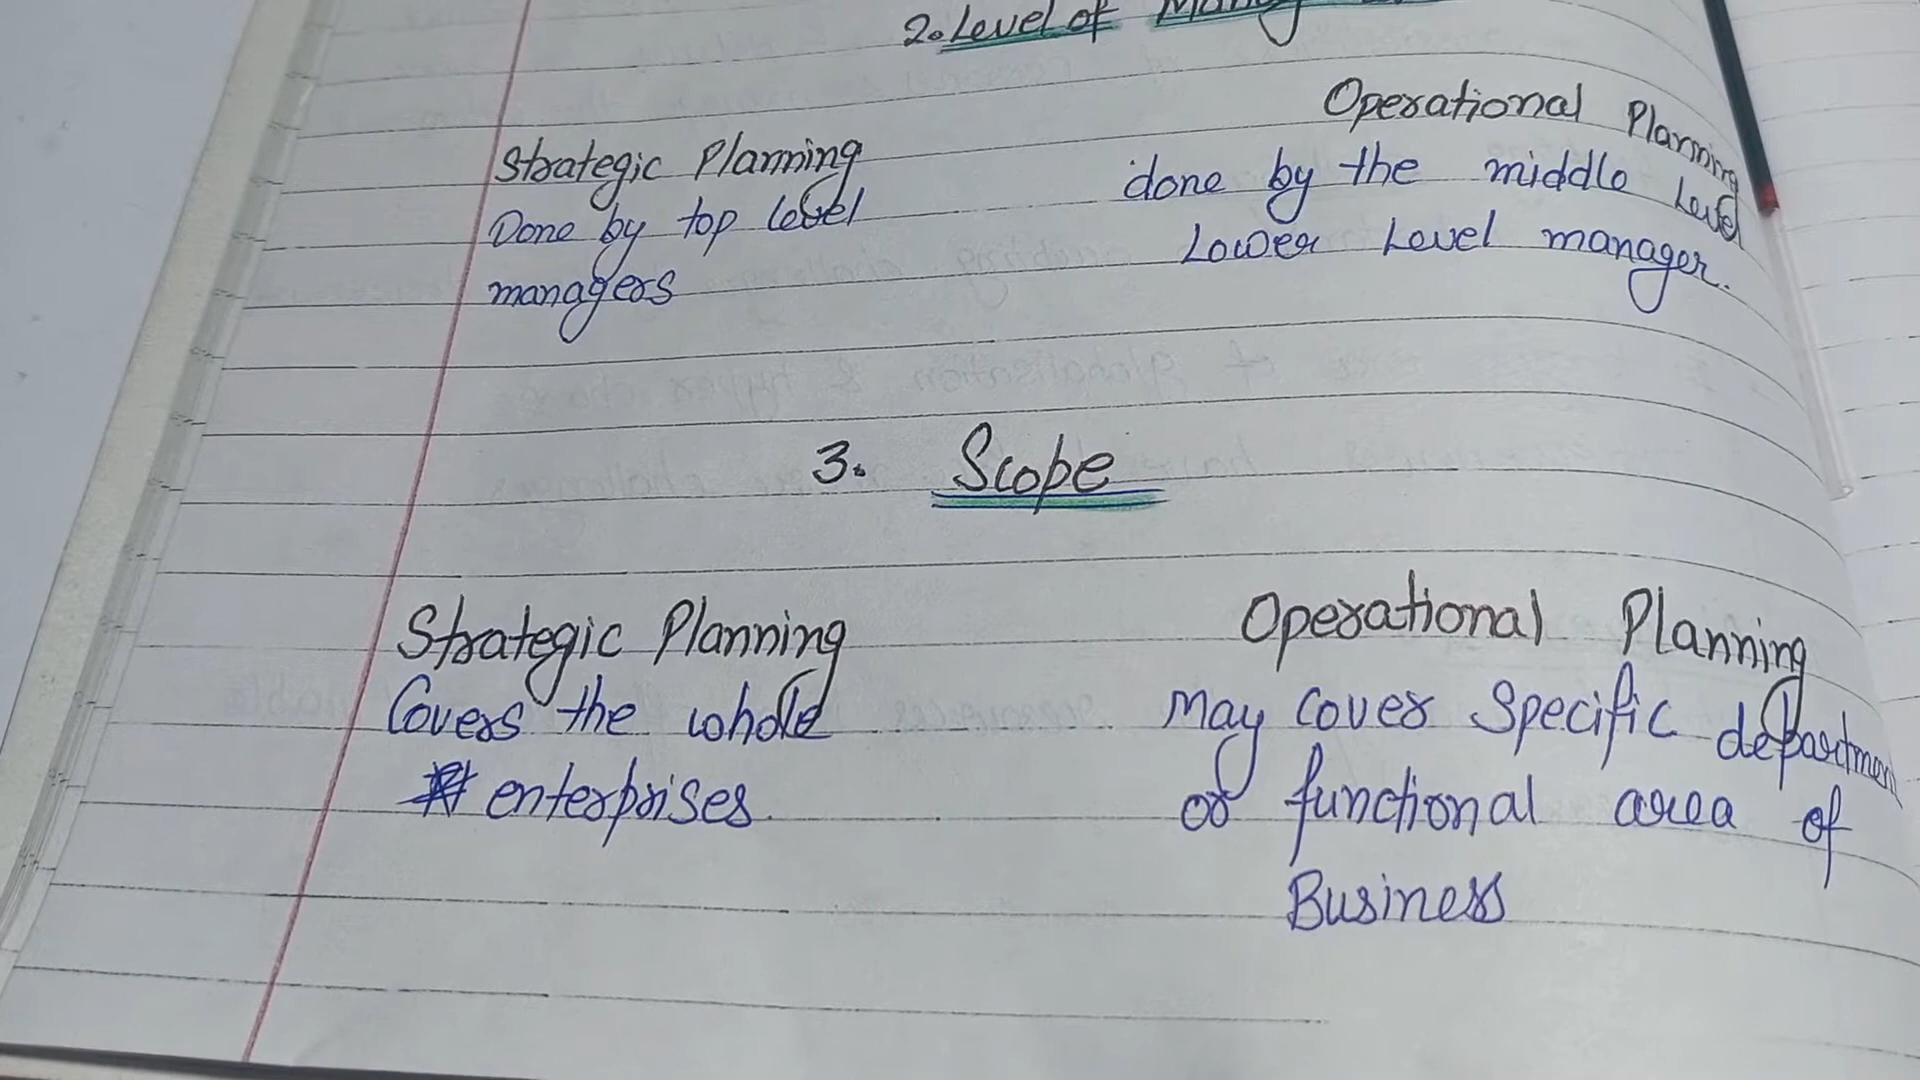 2. Level of
Strategic Planning
Done by top level
managers
Operational Planning
done by the middle Level
Lower Level manager.
3. Scope
Strategic Planning
Covers the whole
enterprises.
Operational Planning
may cover specific department
or functional area of
Business